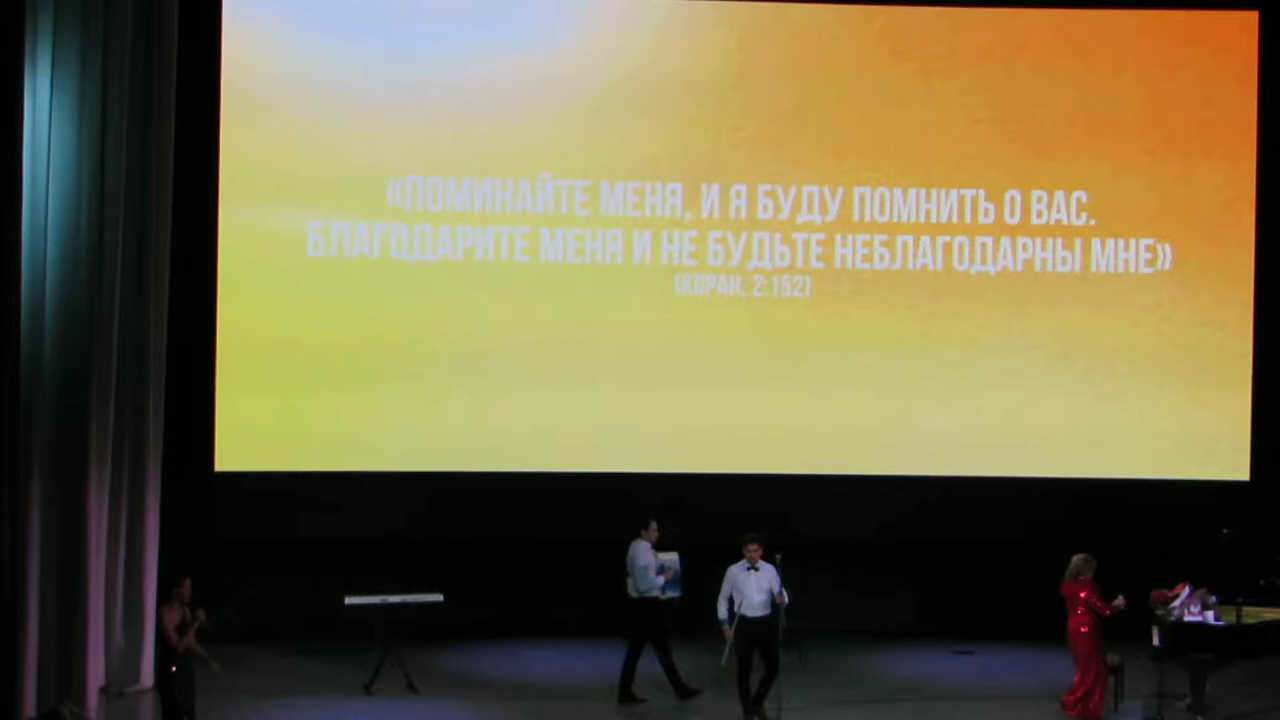 «ПОМИНАЙТЕ МЕНЯ, И Я БУДУ ПОМНИТЬ О ВАС.
БЛАГОДАРИТЕ МЕНЯ И НЕ БУДЬТЕ НЕБЛАГОДАРНЫ МНЕ»
(КОРАН, 2:152)